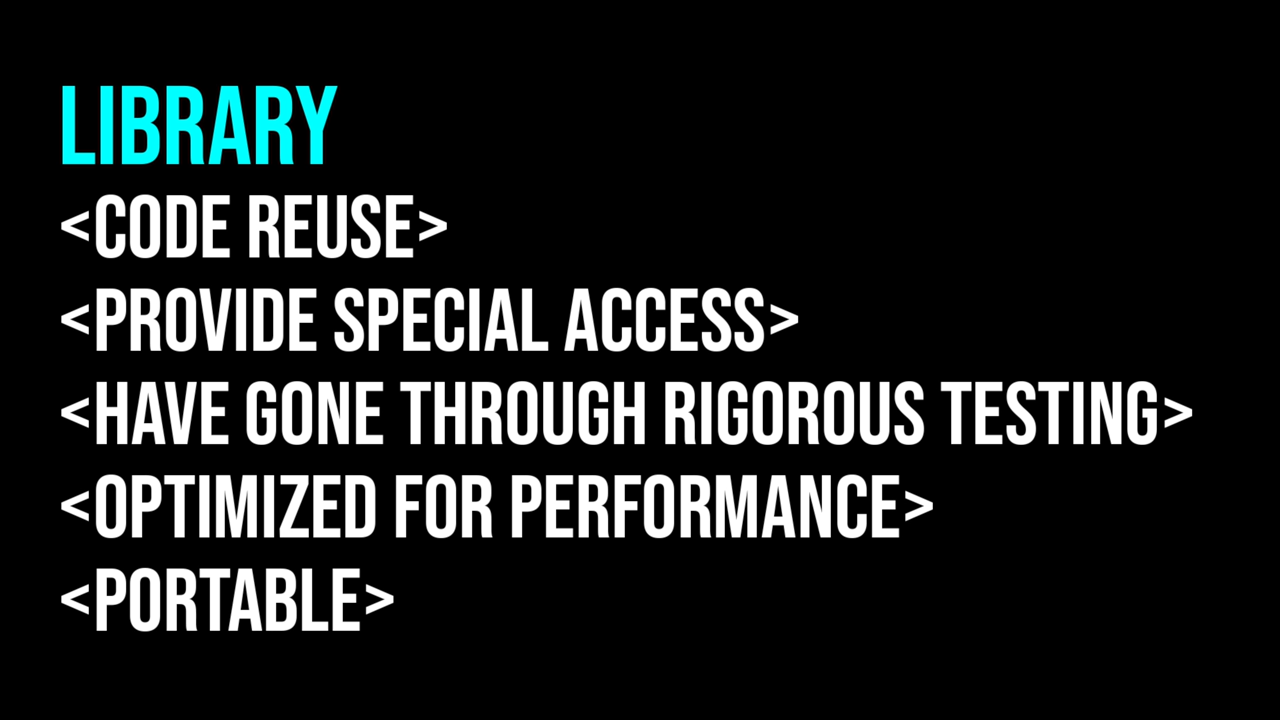 LIBRARY
<CODE REUSE>
<PROVIDE SPECIAL ACCESS>
<HAVE GONE THROUGH RIGOROUS TESTING>
<OPTIMIZED FOR PERFORMANCE>
<PORTABLE>